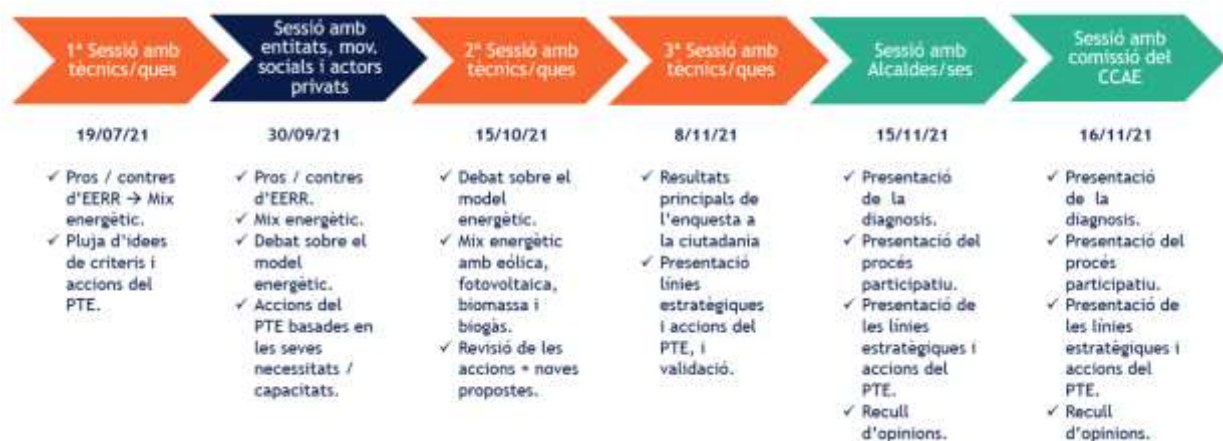 1ª Sessió amb
tècnics/ques
Sessió amb
entitats, mov.
socials i actors
privats
2ª Sessió amb
tècnics/ques
3ª Sessió amb
tècnics/ques
Sessió amb
Alcaldes/ses
Sessió amb
comissió del
CCAE
19/07/21
✓ Pros / contres
d'EERR → Mix
energètic.
✓ Pluja d'idees
de criteris i
accions del
PTE.
30/09/21
✓ Pros / contres
d'EERR.
✓ Mix energètic.
✓ Debat sobre el
model
energètic.
✓ Accions del
PTE basades en
les seves
necessitats /
capacitats.
15/10/21
✓ Debat sobre el
model
energètic.
✓ Mix energètic
amb eólica,
fotovoltaica,
biomassa i
biogàs.
✓ Revisió de les
accions + noves
propostes.
8/11/21
✓ Resultats
principals de
l'enquesta a
la ciutadania
✓ Presentació
línies
estratègiques
i accions del
PTE, i
validació.
15/11/21
✓ Presentació
de la
diagnosis.
✓ Presentació del
procés
participatiu.
✓ Presentació de
les línies
estratègiques i
accions del
PTE.
✓ Recull
d'opinions.
16/11/21
✓ Presentació
de la
diagnosis.
✓ Presentació del
procés
participatiu.
✓ Presentació de
les línies
estratègiques i
accions del
PTE.
✓ Recull
d'opinions.